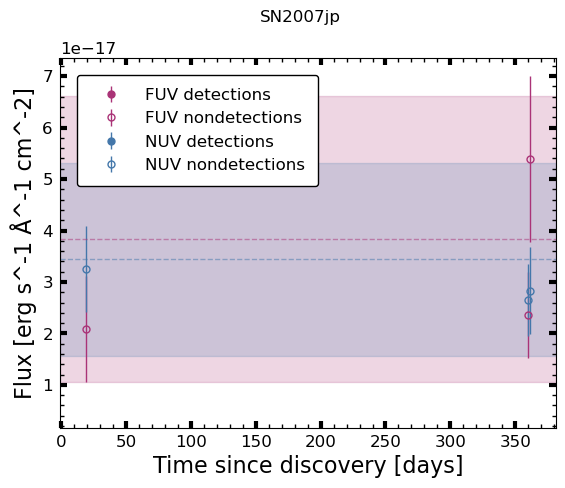 SN2007jp
1e−17
FUV detections
FUV nondetections
NUV detections
NUV nondetections
7
6
5
4
3
2
1
Flux [erg s^-1 Å^-1 cm^-2]
0 50 100 150 200 250 300 350
Time since discovery [days]